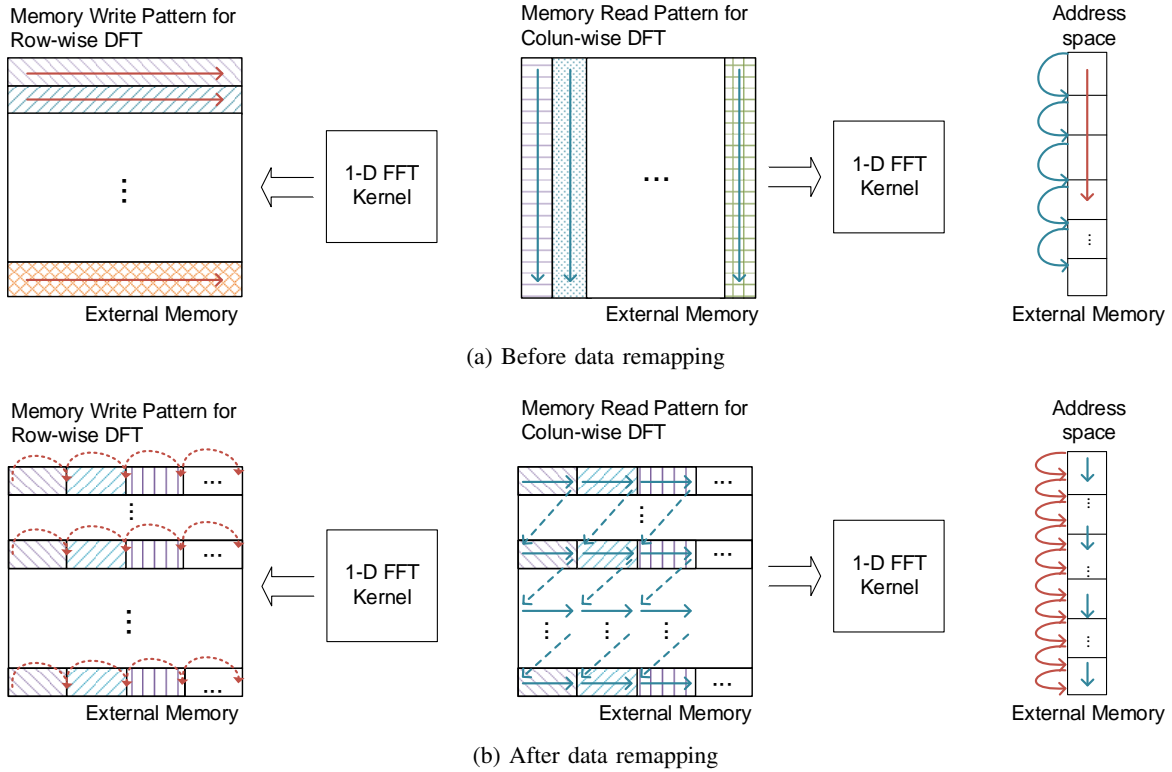 Memory Write Pattern for
Row-wise DFT
Memory Read Pattern for
Colun-wise DFT
Address
space
...
1-D FFT
Kernel
...
1-D FFT
Kernel
...
External Memory
External Memory
External Memory
(a) Before data remapping
Memory Write Pattern for
Row-wise DFT
Memory Read Pattern for
Colun-wise DFT
Address
space
...
...
...
...
...
...
...
...
1-D FFT
Kernel
1-D FFT
Kernel
...
...
...
...
...
...
...
...
External Memory
External Memory
External Memory
(b) After data remapping